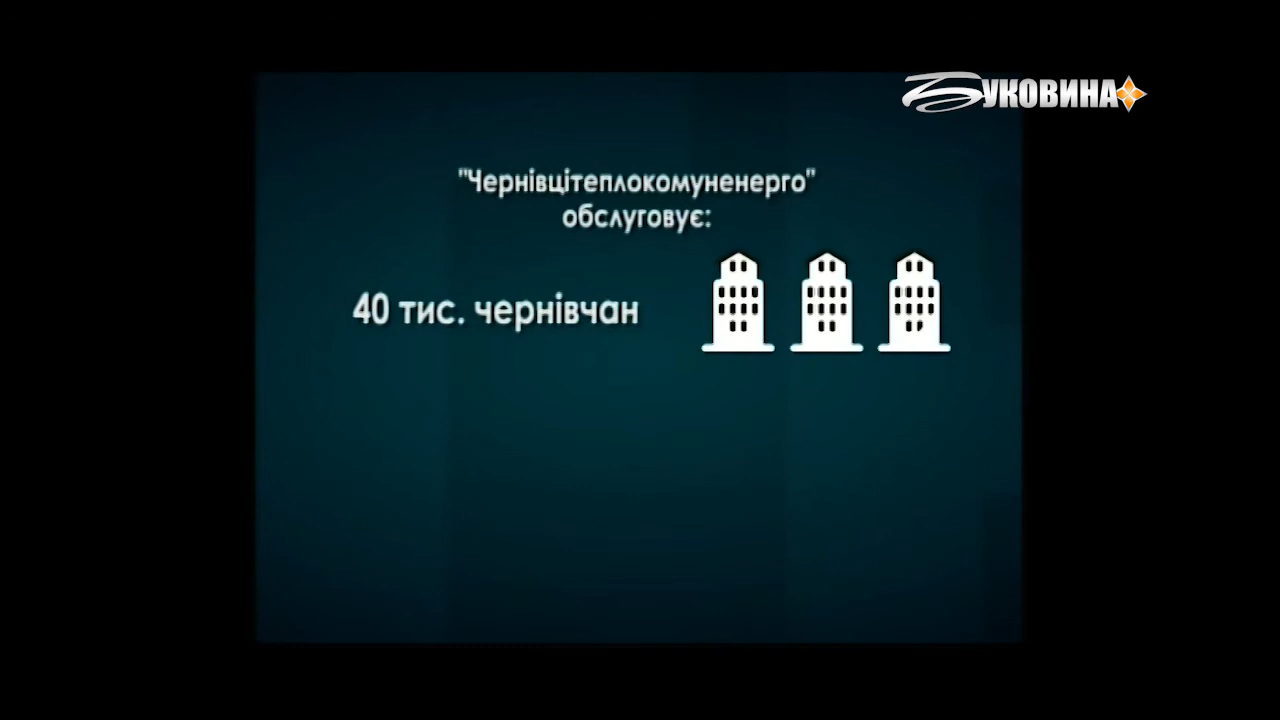 БУКОВИНА
"Чернівцітеплокомуненерго"
обслуговує:
40 тис. чернівчан